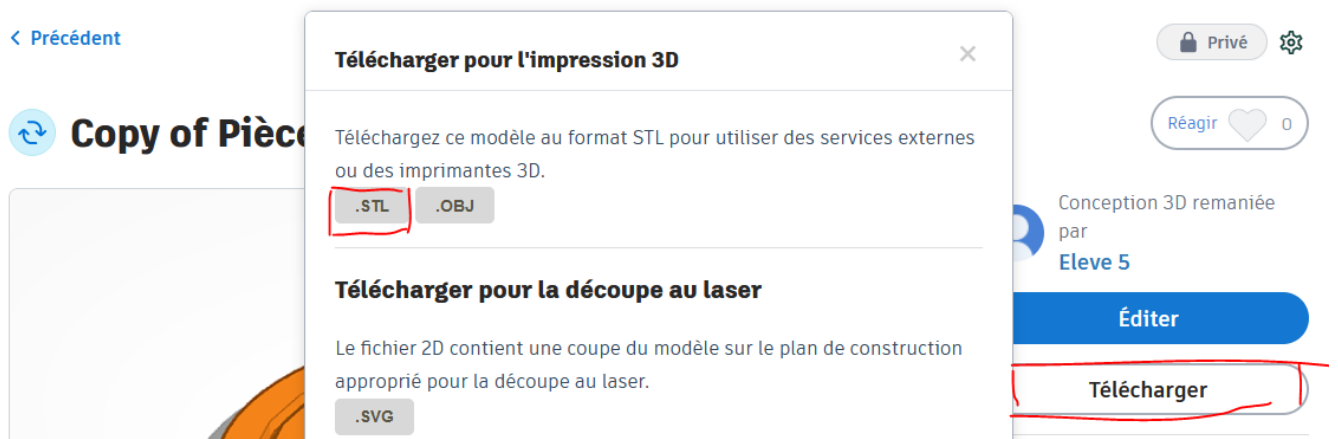 Précédent
Copy of Pièce
Télécharger pour l'impression 3D
Téléchargez ce modèle au format STL pour utiliser des services externes
ou des imprimantes 3D.
.STL .OBJ
Télécharger pour la découpe au laser
Le fichier 2D contient une coupe du modèle sur le plan de construction
approprié pour la découpe au laser.
.SVG
Privé
Réagir 0
Conception 3D remaniée
par
Eleve 5
Éditer
Télécharger